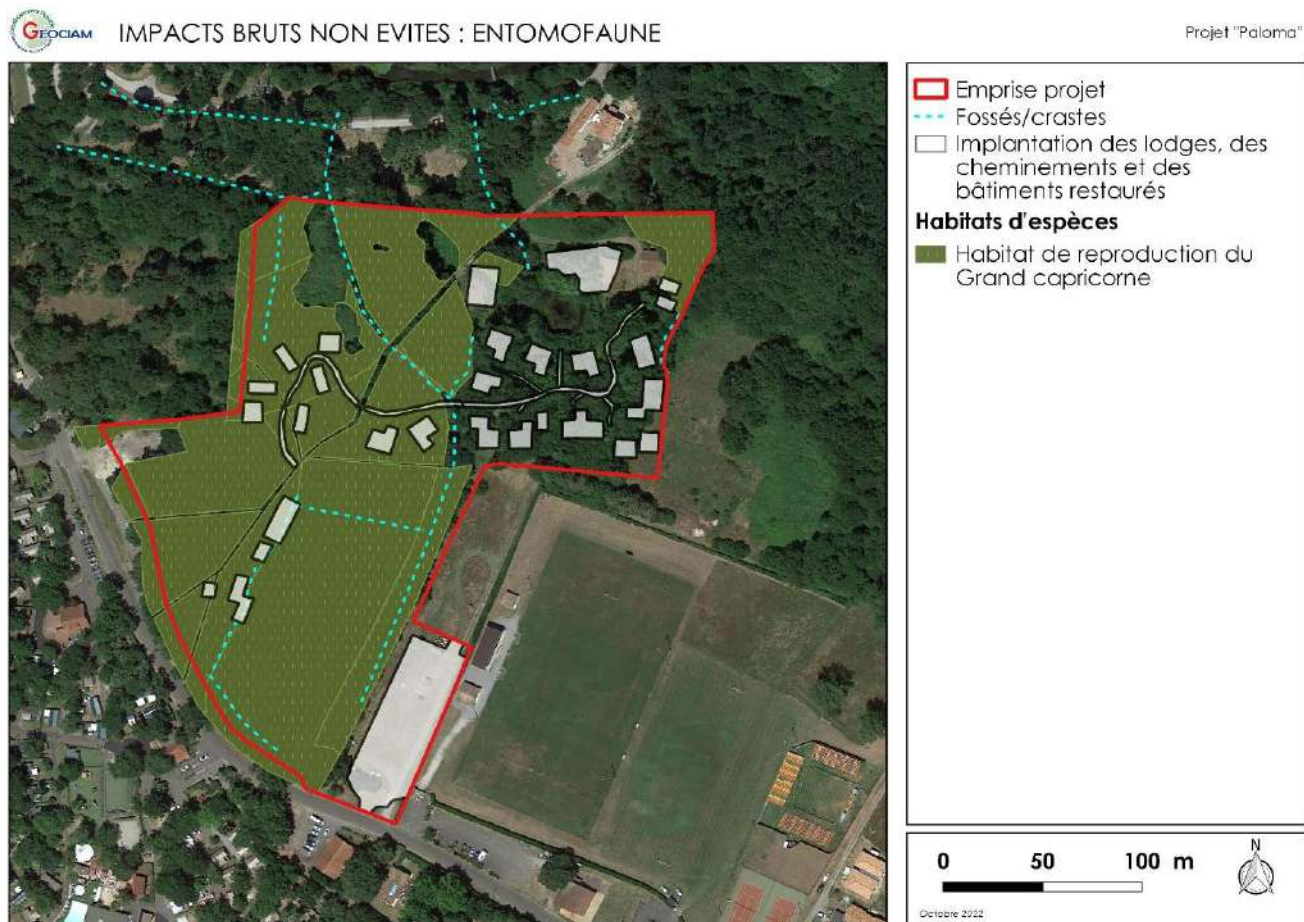 GEOCIAM
IMPACTS BRUTS NON EVITES : ENTOMOFAUNE
Projet "Paloma"
Emprise projet
Fossés/crastes
Implantation des lodges, des
cheminements et des
bâtiments restaurés
Habitats d'espèces
Habitat de reproduction du
Grand capricorne
0 50 100 m
N
Octobre 2022